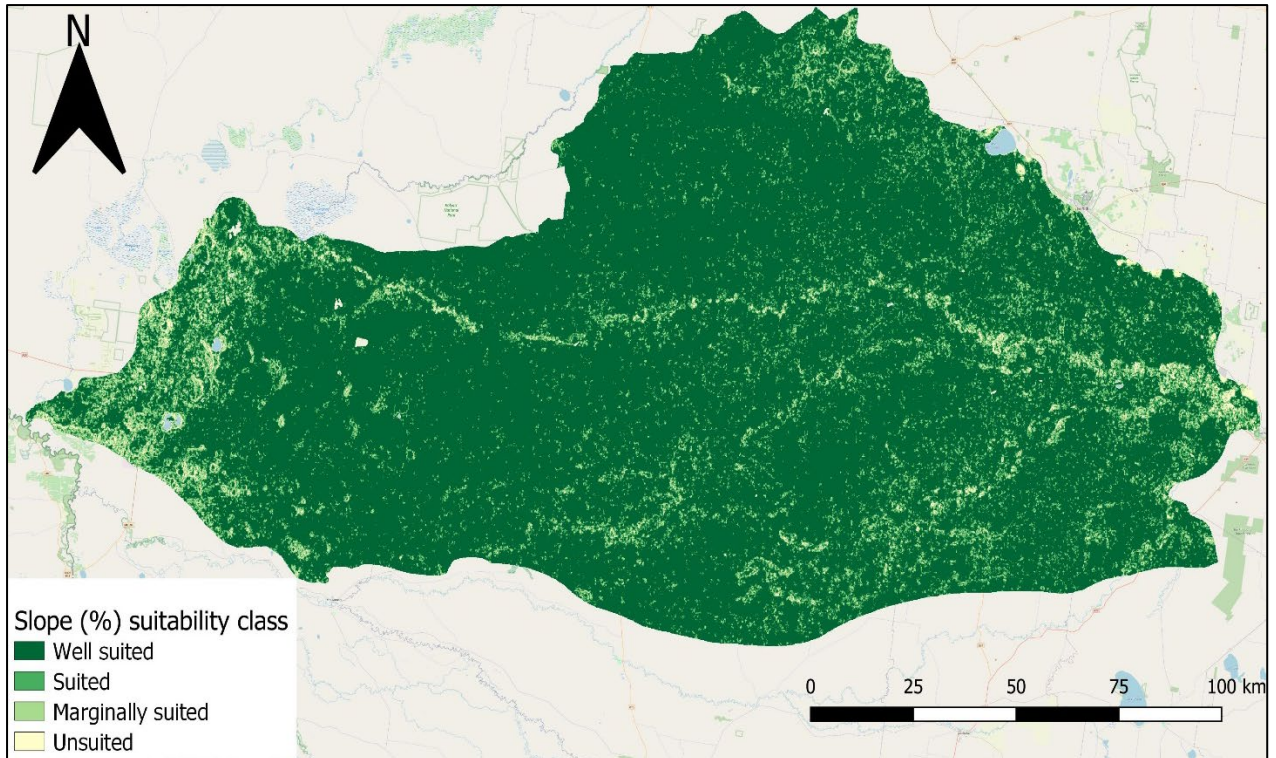 N
Slope (%) suitability class
Well suited
Suited
Marginally suited
Unsuited
0 25 50 75 100 km